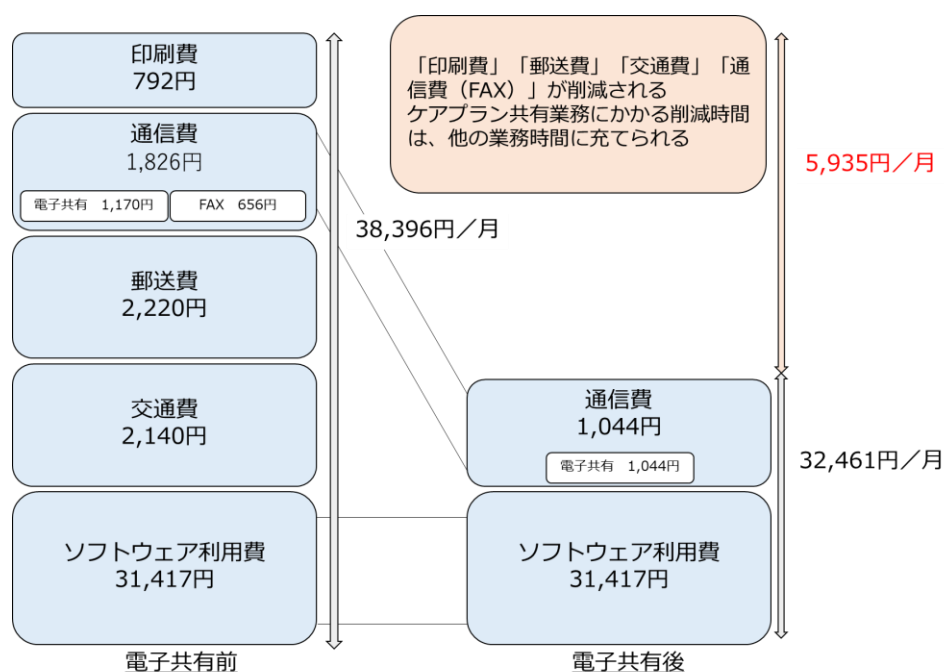 印刷費
792円
通信費
1,826円
電子共有 1,170円
FAX 656円
郵送費
2,220円
交通費
2,140円
ソフトウェア利用費
31,417円
電子共有前
38,396円／月
「印刷費」「郵送費」「交通費」「通
信費（FAX）」が削減される
ケアプラン共有業務にかかる削減時間
は、他の業務時間に充てられる
5,935円／月
通信費
1,044円
電子共有 1,044円
ソフトウェア利用費
31,417円
32,461円／月
電子共有後